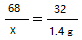 68 = 32
x 1.4 g